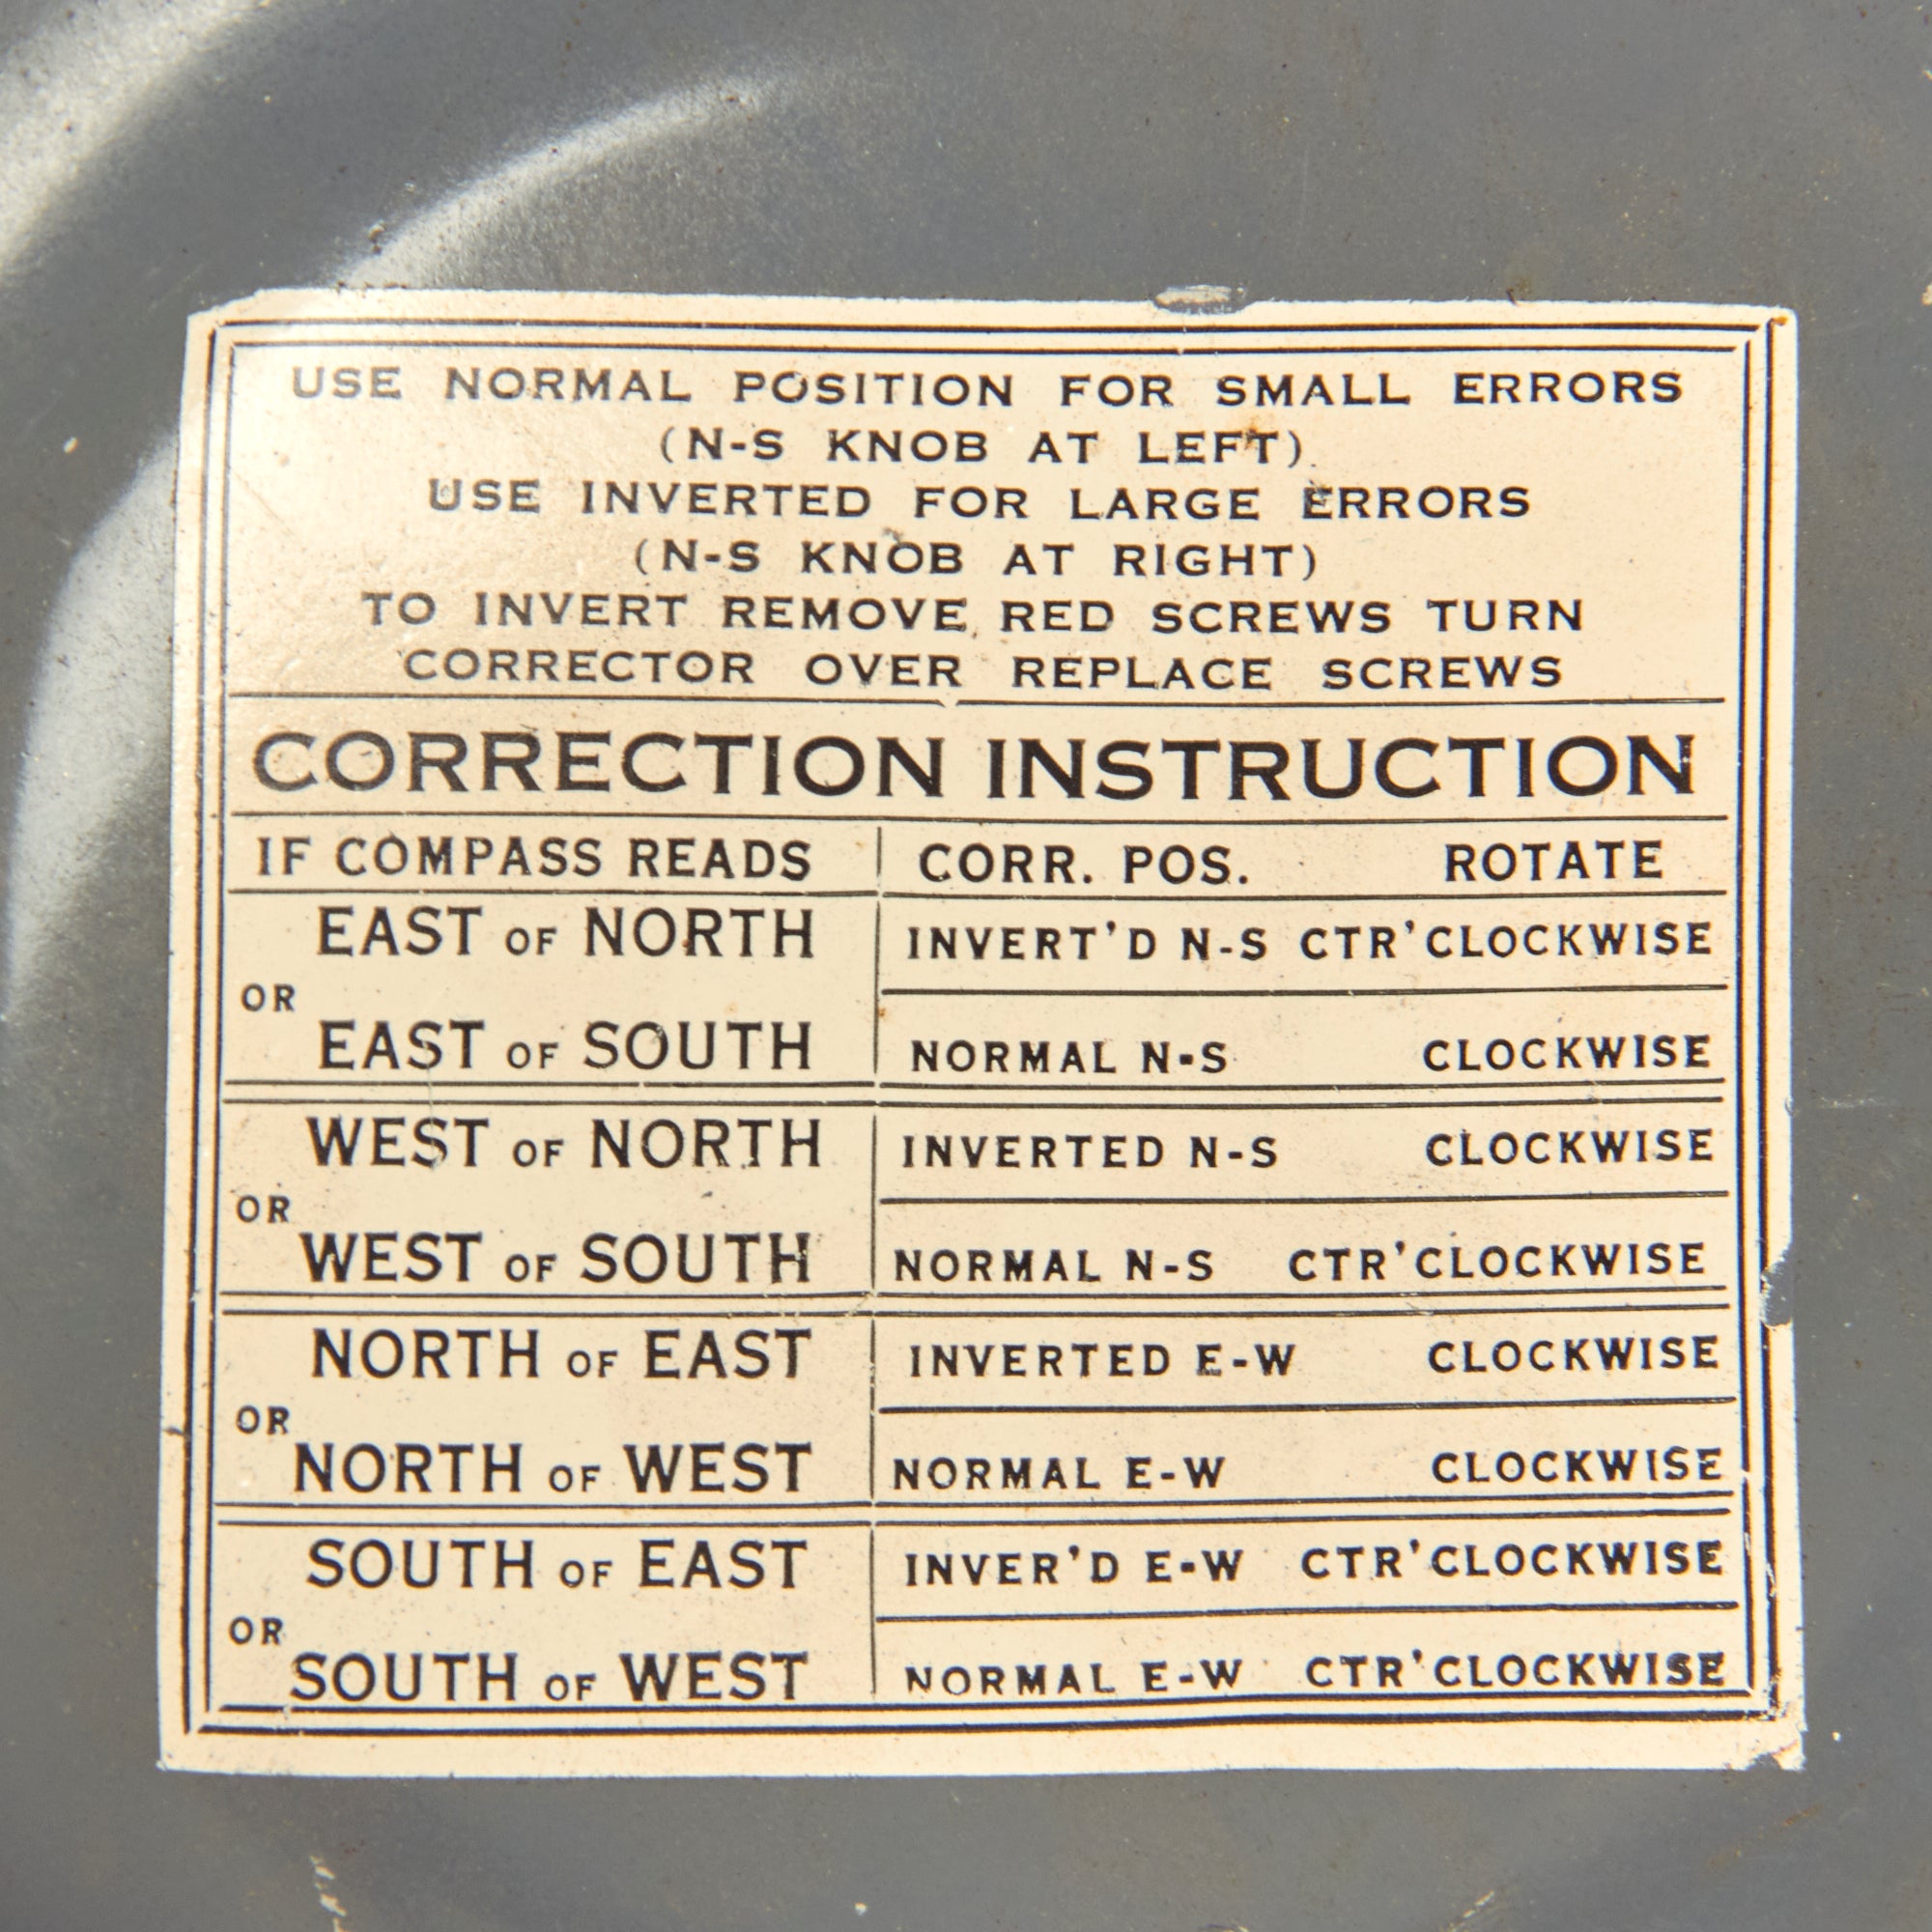 USE NORMAL POSITION FOR SMALL ERRORS
(N-S KNOB AT LEFT)
USE INVERTED FOR LARGE ERRORS
(N-S KNOB AT RIGHT)
TO INVERT REMOVE RED SCREWS TURN
CORRECTOR OVER REPLACE SCREWS
CORRECTION INSTRUCTION
IF COMPASS READS CORR. POS. ROTATE
EAST OF NORTH INVERT'D N-S CTR'CLOCKWISE
OR
EAST OF SOUTH NORMAL N-S CLOCKWISE
WEST OF NORTH INVERTED N-S CLOCKWISE
OR
WEST OF SOUTH NORMAL N-S CTR'CLOCKWISE
NORTH OF EAST INVERTED E-W CLOCKWISE
OR
NORTH OF WEST NORMAL E-W CLOCKWISE
SOUTH OF EAST INVER'D E-W CTR'CLOCKWISE
OR
SOUTH OF WEST NORMAL E-W CTR'CLOCKWISE